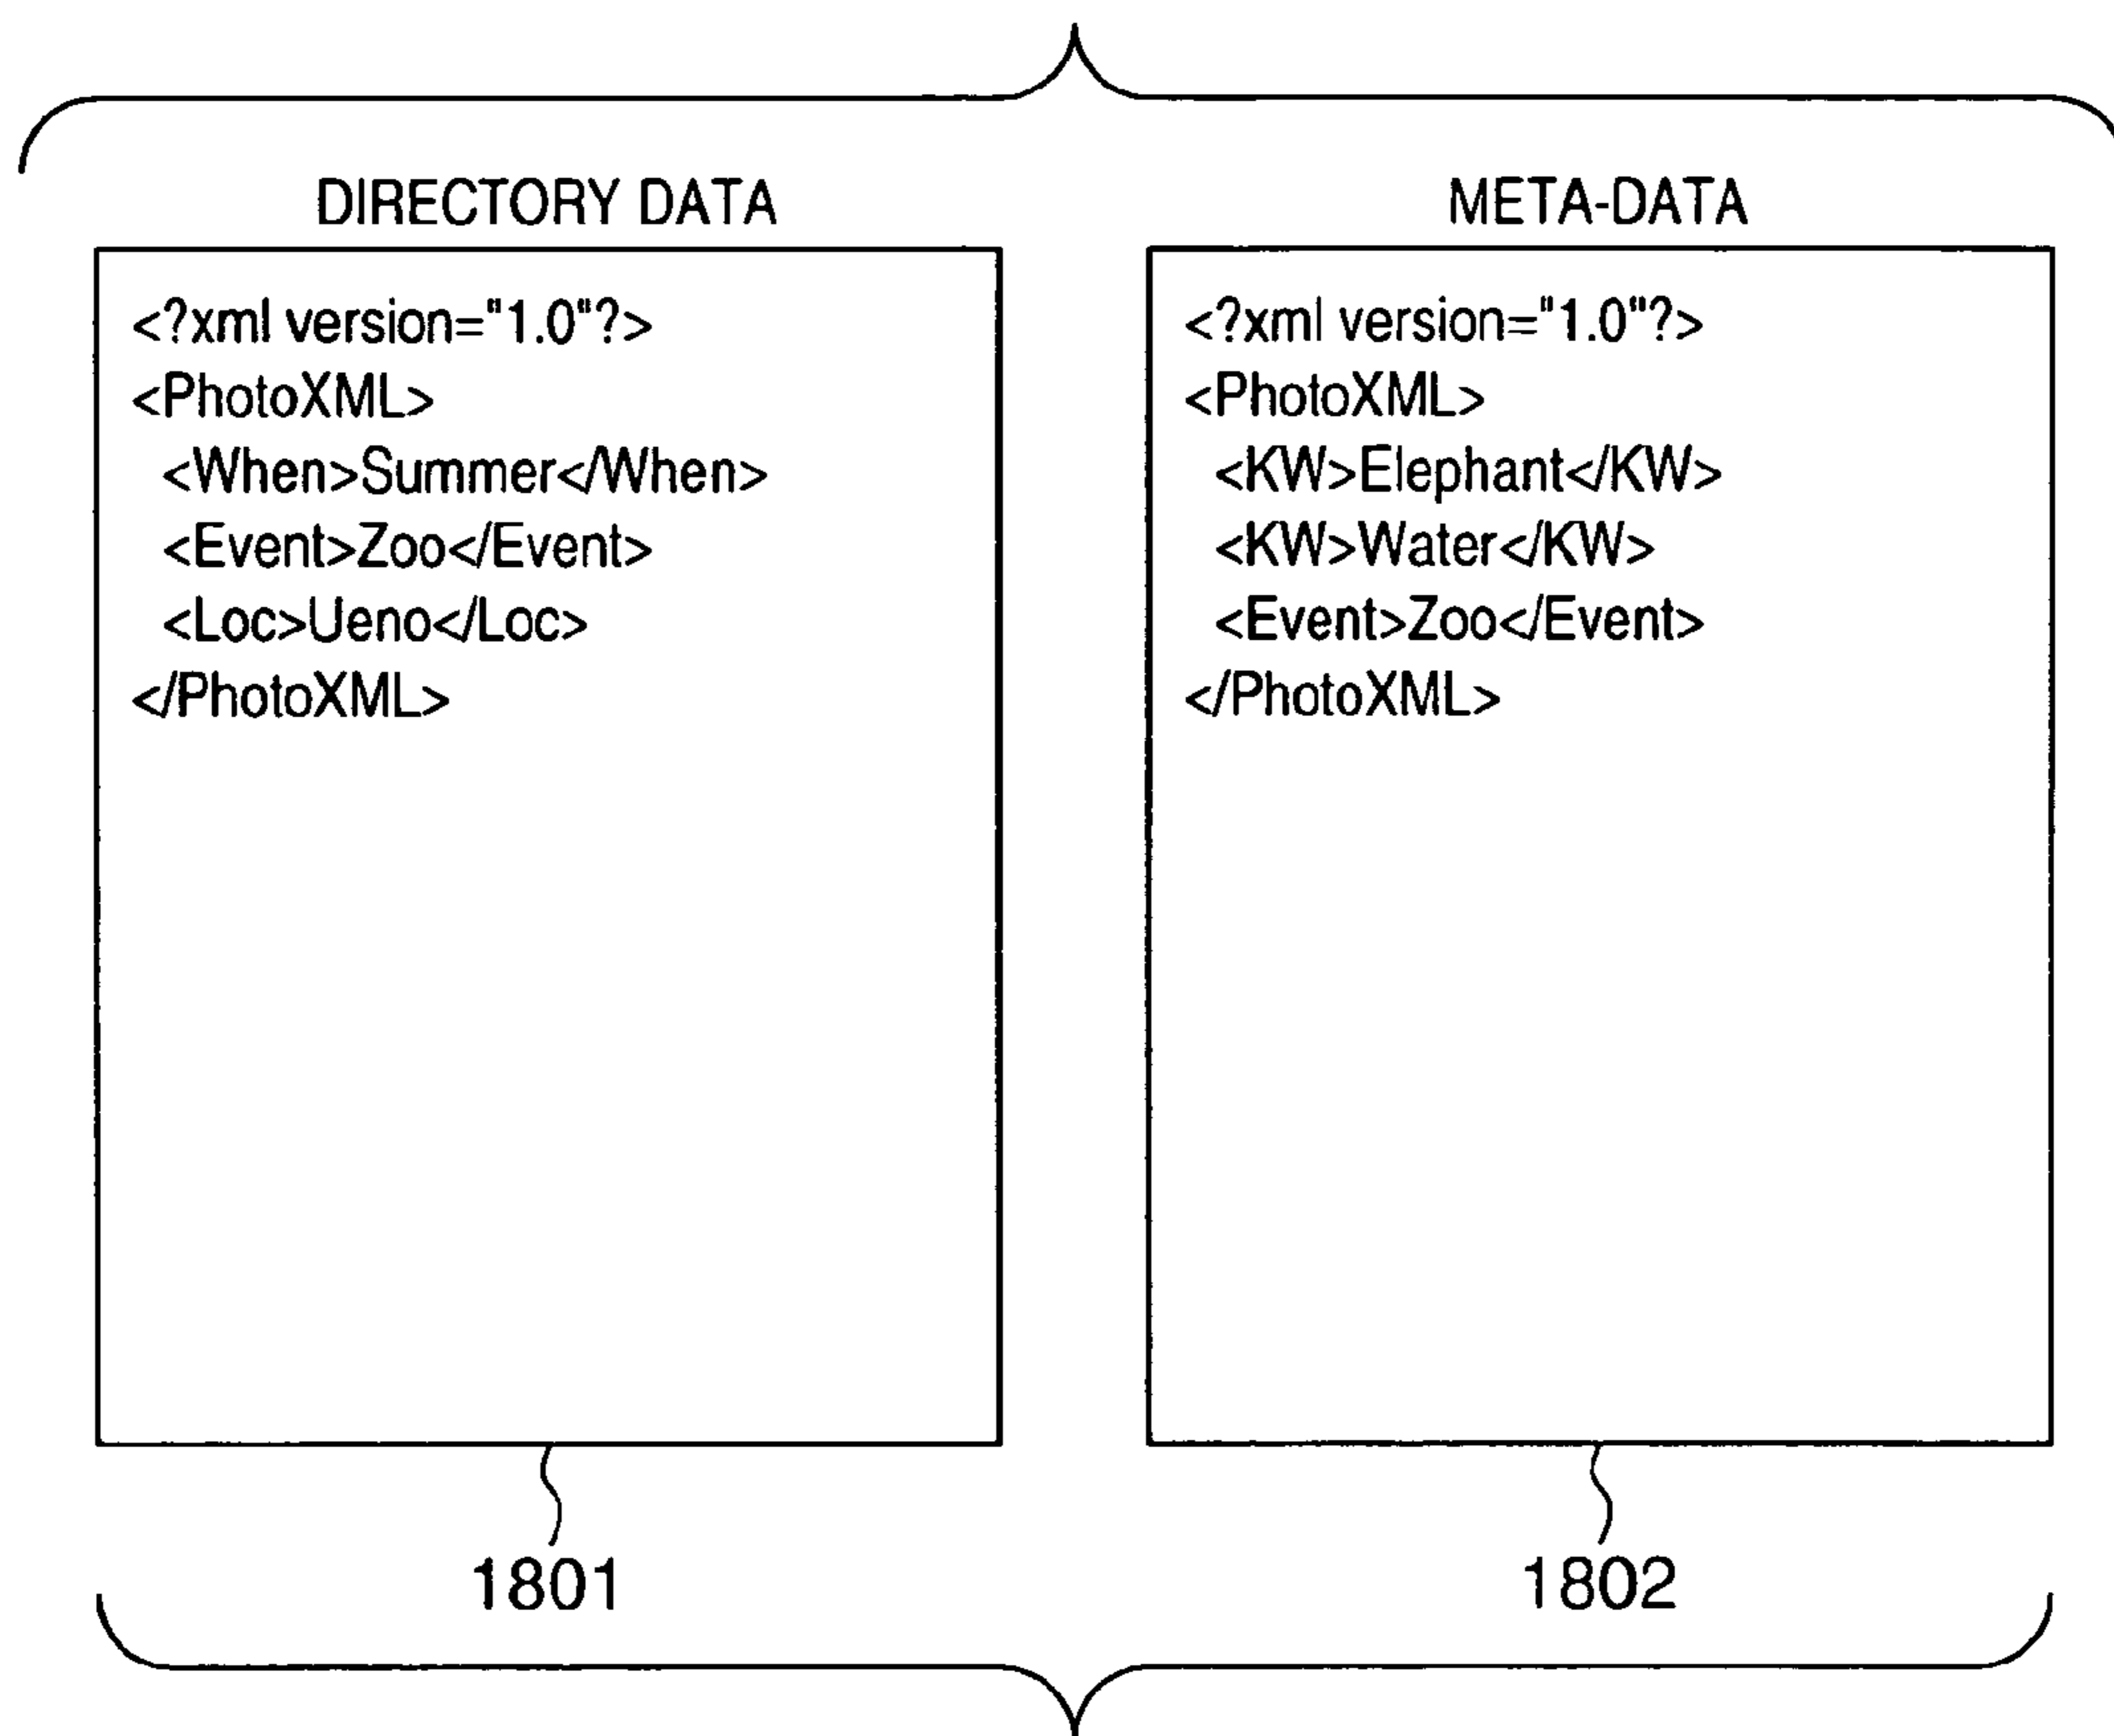 DIRECTORY DATA
<?xml version="1.0"?>
<PhotoXML>
<When>Summer</When>
<Event>Zoo</Event>
<Loc>Ueno</Loc>
</PhotoXML>
1801
META-DATA
<?xml version="1.0"?>
<PhotoXML>
<KW>Elephant</KW>
<KW>Water</KW>
<Event>Zoo</Event>
</PhotoXML>
1802